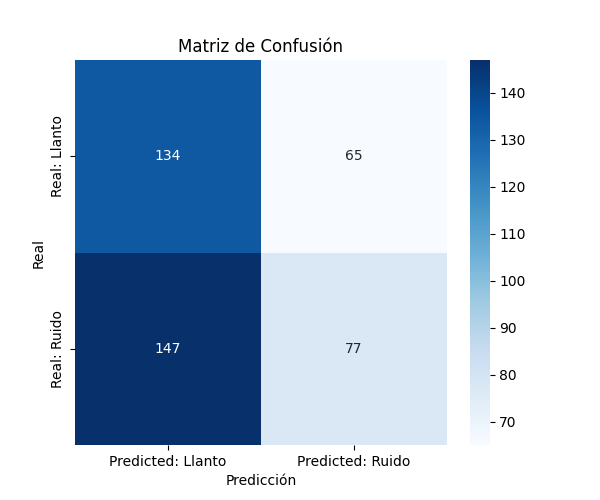 Matriz de Confusión
Real
Real: Llanto
Real: Ruido
134
65
147
77
Predicted: Llanto
Predicted: Ruido
Predicción
140
130
120
110
100
90
80
70